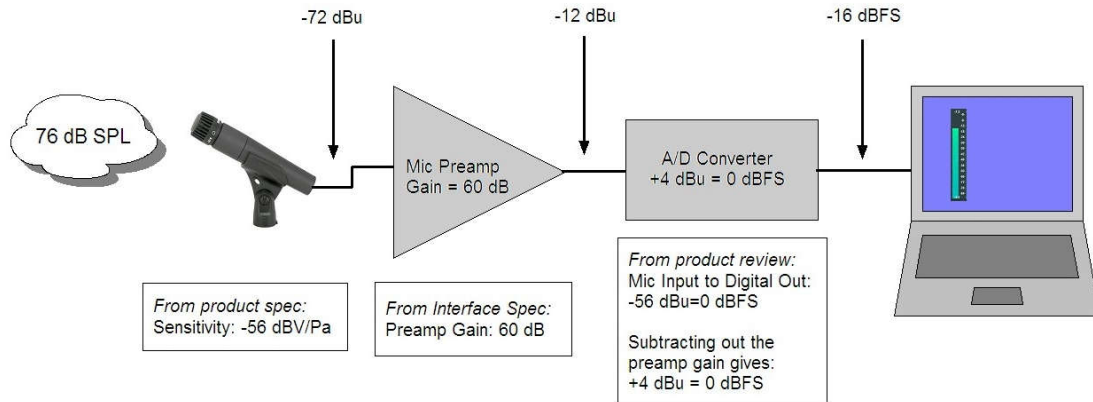 -72 dBu
-12 dBu
-16 dBFS
76 dB SPL
Mic Preamp
Gain = 60 dB
A/D Converter
+4 dBu = 0 dBFS
From product spec:
Sensitivity: -56 dBV/Pa
From Interface Spec:
Preamp Gain: 60 dB
From product review:
Mic Input to Digital Out:
-56 dBu=0 dBFS
Subtracting out the
preamp gain gives:
+4 dBu = 0 dBFS